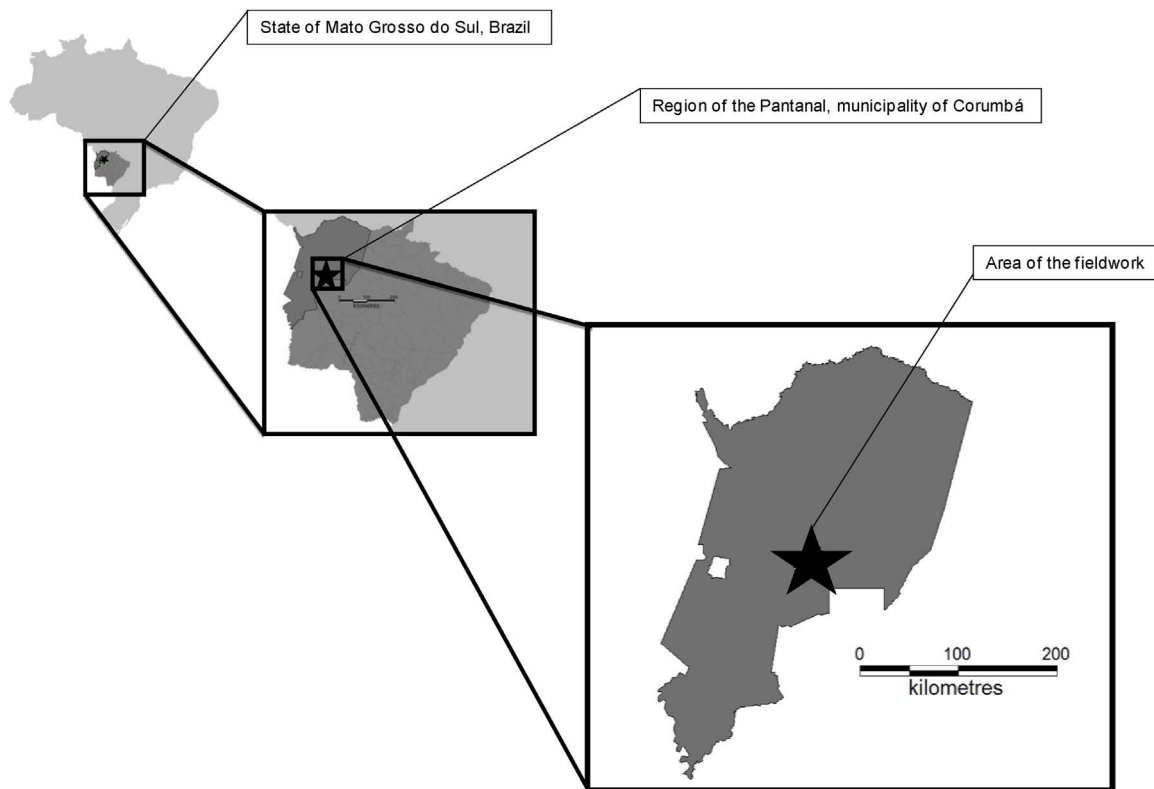 State of Mato Grosso do Sul, Brazil
Region of the Pantanal, municipality of Corumbá
Area of the fieldwork
0 100 200
kilometres
kilometres